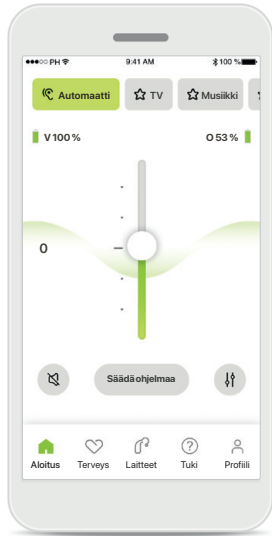 PH 9:41 AM 100 %
Automaatti TV Musiikki
V 100 % O 53 %
0
Säädä ohjelmaa
Aloitus Terveys Laitteet Tuki Profiili